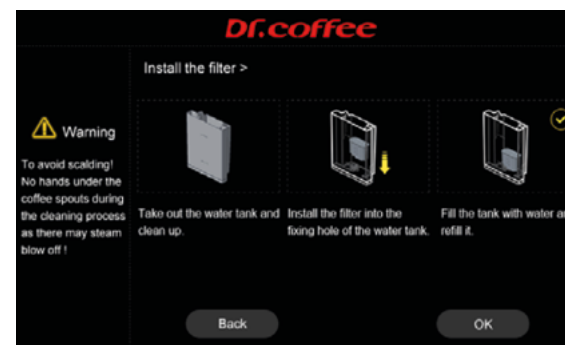 Dr.coffee
Install the filter >
Warning
To avoid scalding!
No hands under the
coffee spouts during
the cleaning process
as there may steam
blow off !
Take out the water tank and
clean up.
Install the filter into the
fixing hole of the water tank.
Fill the tank with water
refill it.
Back
OK